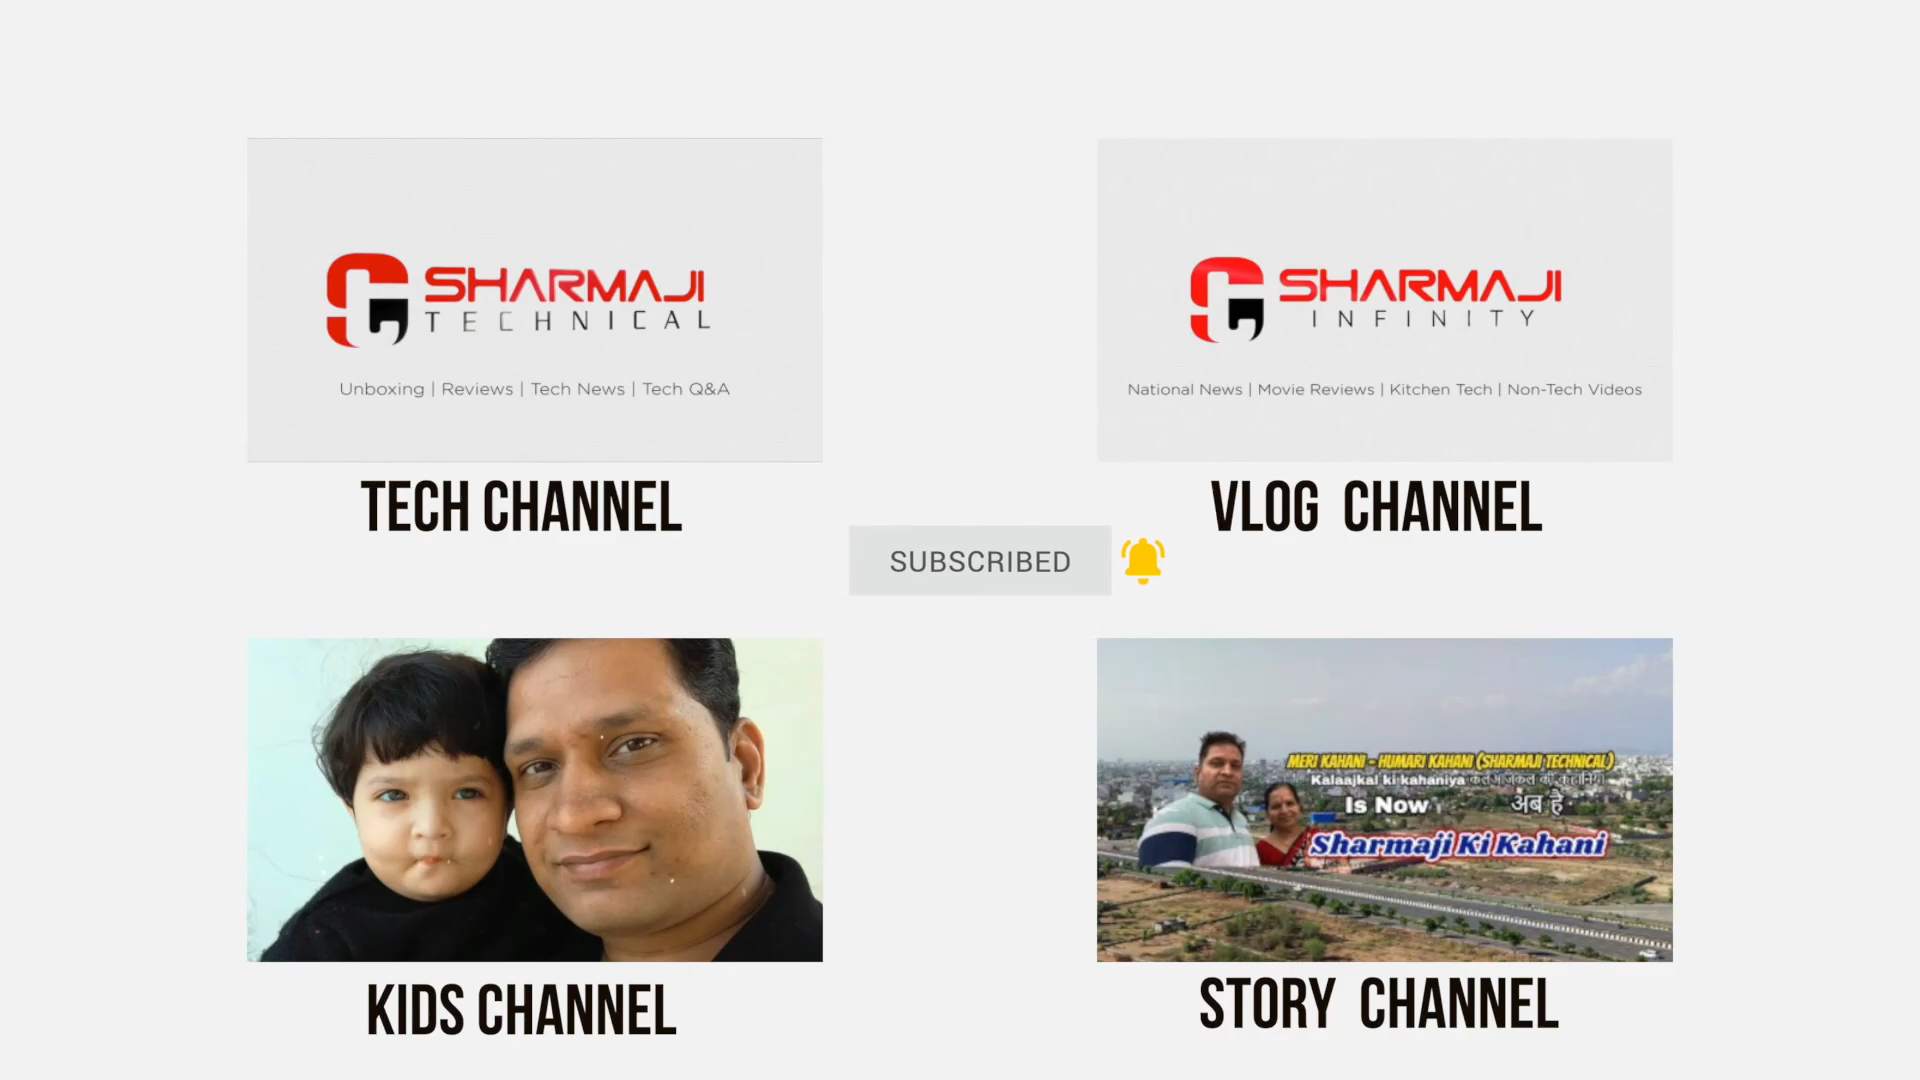 SHARMAJI
TECHNICAL
Unboxing | Reviews | Tech News | Tech Q&A
TECH CHANNEL
SHARMAJI
INFINITY
National News | Movie Reviews | Kitchen Tech | Non-Tech Videos
VLOG CHANNEL
SUBSCRIBED
KIDS CHANNEL
MERI KAHANI - HUMARI KAHANI (SHARMAJI TECHNICAL)
Kalaajkal ki kahaniya
Is Now अब है
Sharmaji Ki Kahani
STORY CHANNEL